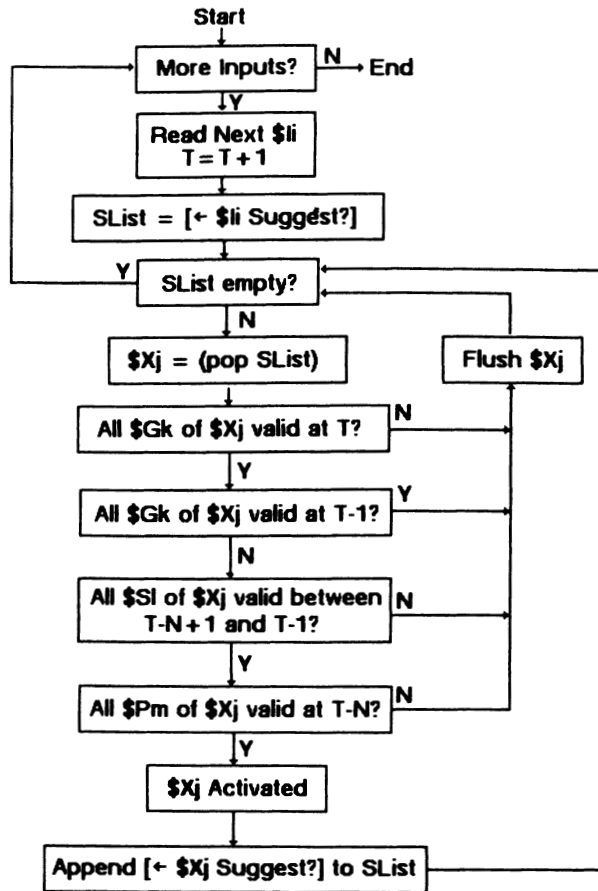 Start
More Inputs?
N
End
Y
Read Next $Ii
T = T + 1
SList = [← $Ii Suggest?]
Y
SList empty?
N
$Xj = (pop SList)
Flush $Xj
All $Gk of $Xj valid at T?
N
Y
All $Gk of $Xj valid at T-1?
Y
N
All $Sl of $Xj valid between
T-N+1 and T-1?
N
Y
All $Pm of $Xj valid at T-N?
N
Y
$Xj Activated
Append [← $Xj Suggest?] to SList